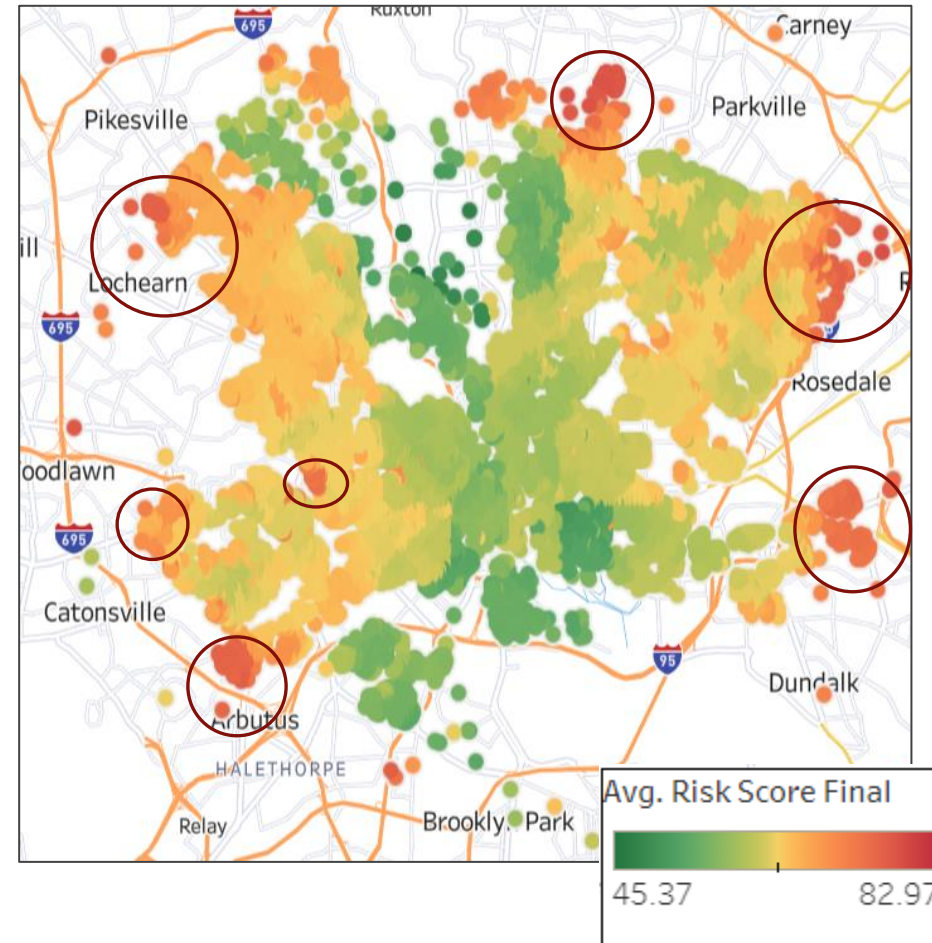 Ruxton
695
Carney
Pikesville
Parkville
ill
Lochearn
R
695
Rosedale
oodlawn
695
Catonsville
95
Dundalk
Arbutus
HALETHORPE
Relay
Brookly. Park
Avg. Risk Score Final
45.37
82.97